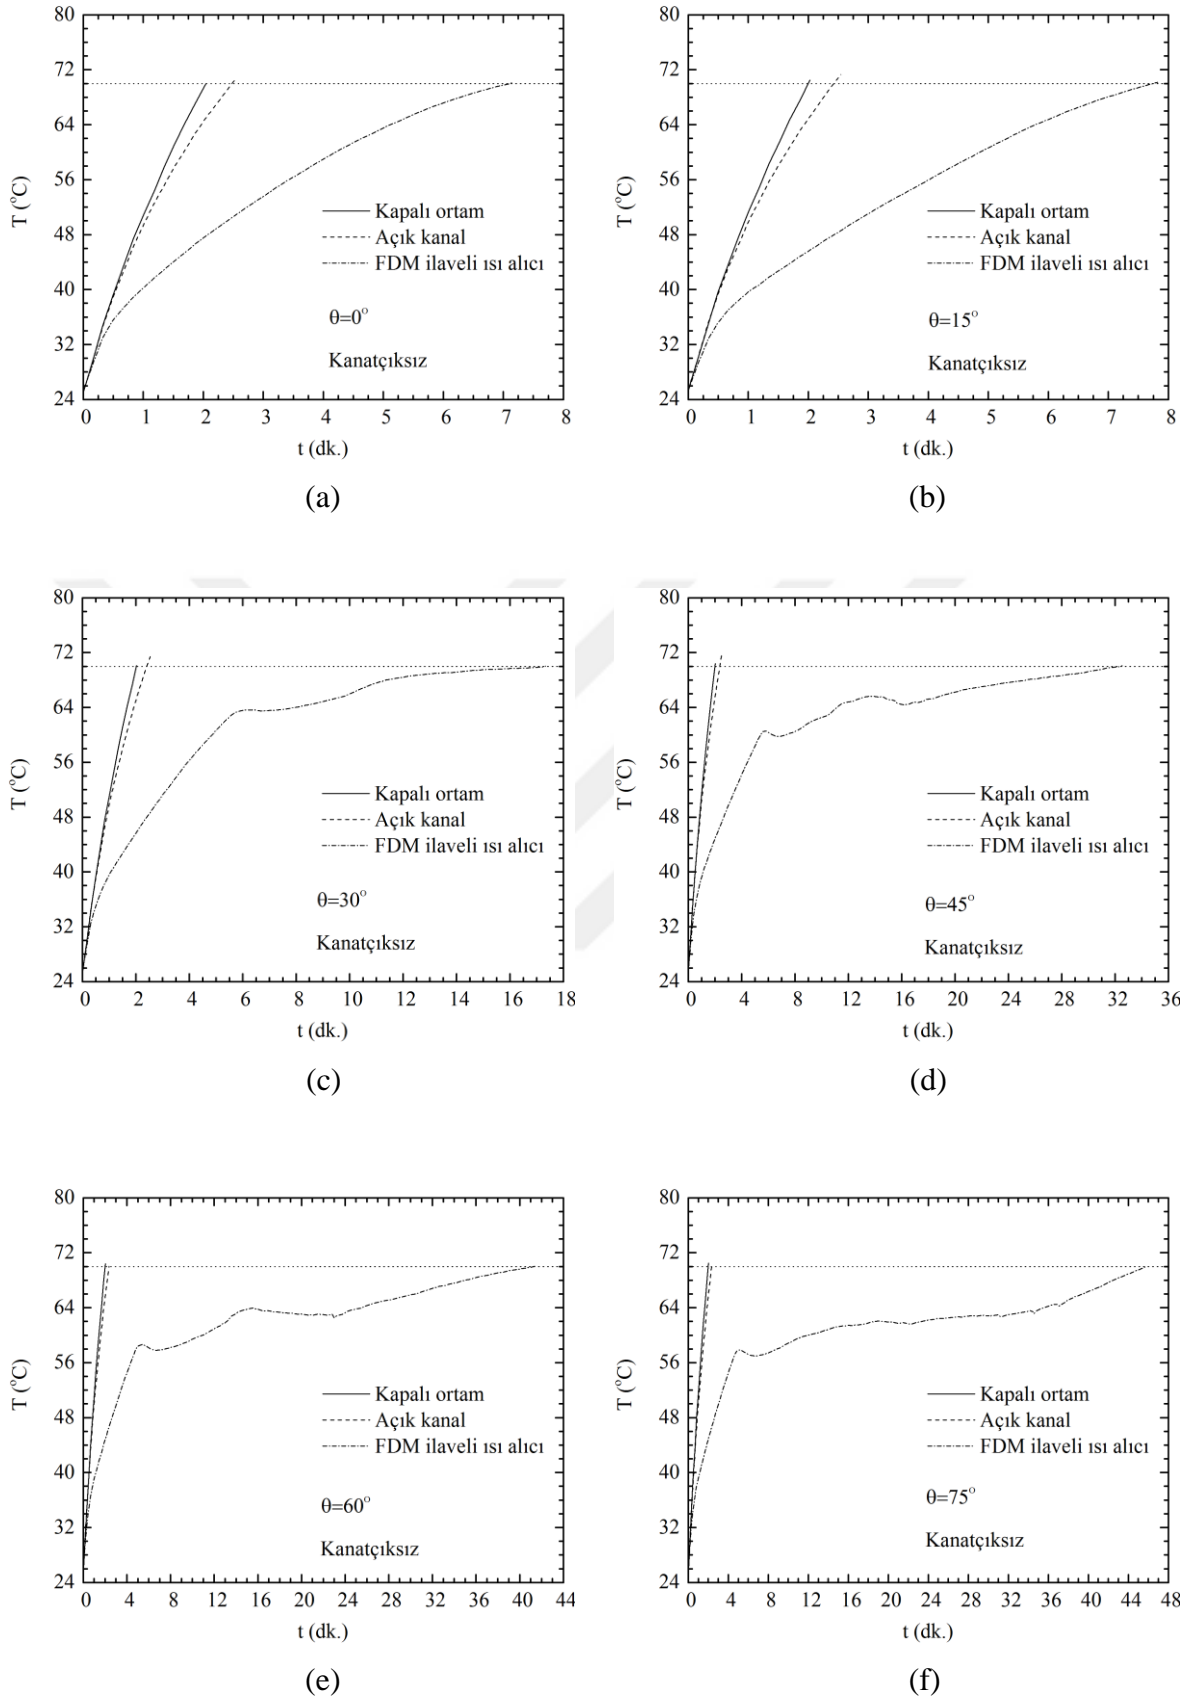 80
72
64
56
48
40
32
24
T (°C)
Kapalı ortam
Açık kanal
FDM ilaveli ısı alıcı
θ=0°
Kanatçıksız
0 1 2 3 4 5 6 7 8
t (dk.)
(a)
80
72
64
56
48
40
32
24
T (°C)
Kapalı ortam
Açık kanal
FDM ilaveli ısı alıcı
θ=15°
Kanatçıksız
0 1 2 3 4 5 6 7 8
t (dk.)
(b)
80
72
64
56
48
40
32
24
T (°C)
Kapalı ortam
Açık kanal
FDM ilaveli ısı alıcı
θ=30°
Kanatçıksız
0 2 4 6 8 10 12 14 16 18
t (dk.)
(c)
80
72
64
56
48
40
32
24
T (°C)
Kapalı ortam
Açık kanal
FDM ilaveli ısı alıcı
θ=45°
Kanatçıksız
0 4 8 12 16 20 24 28 32 36
t (dk.)
(d)
80
72
64
56
48
40
32
24
T (°C)
Kapalı ortam
Açık kanal
FDM ilaveli ısı alıcı
θ=60°
Kanatçıksız
0 4 8 12 16 20 24 28 32 36 40 44
t (dk.)
(e)
80
72
64
56
48
40
32
24
T (°C)
Kapalı ortam
Açık kanal
FDM ilaveli ısı alıcı
θ=75°
Kanatçıksız
0 4 8 12 16 20 24 28 32 36 40 44 48
t (dk.)
(f)